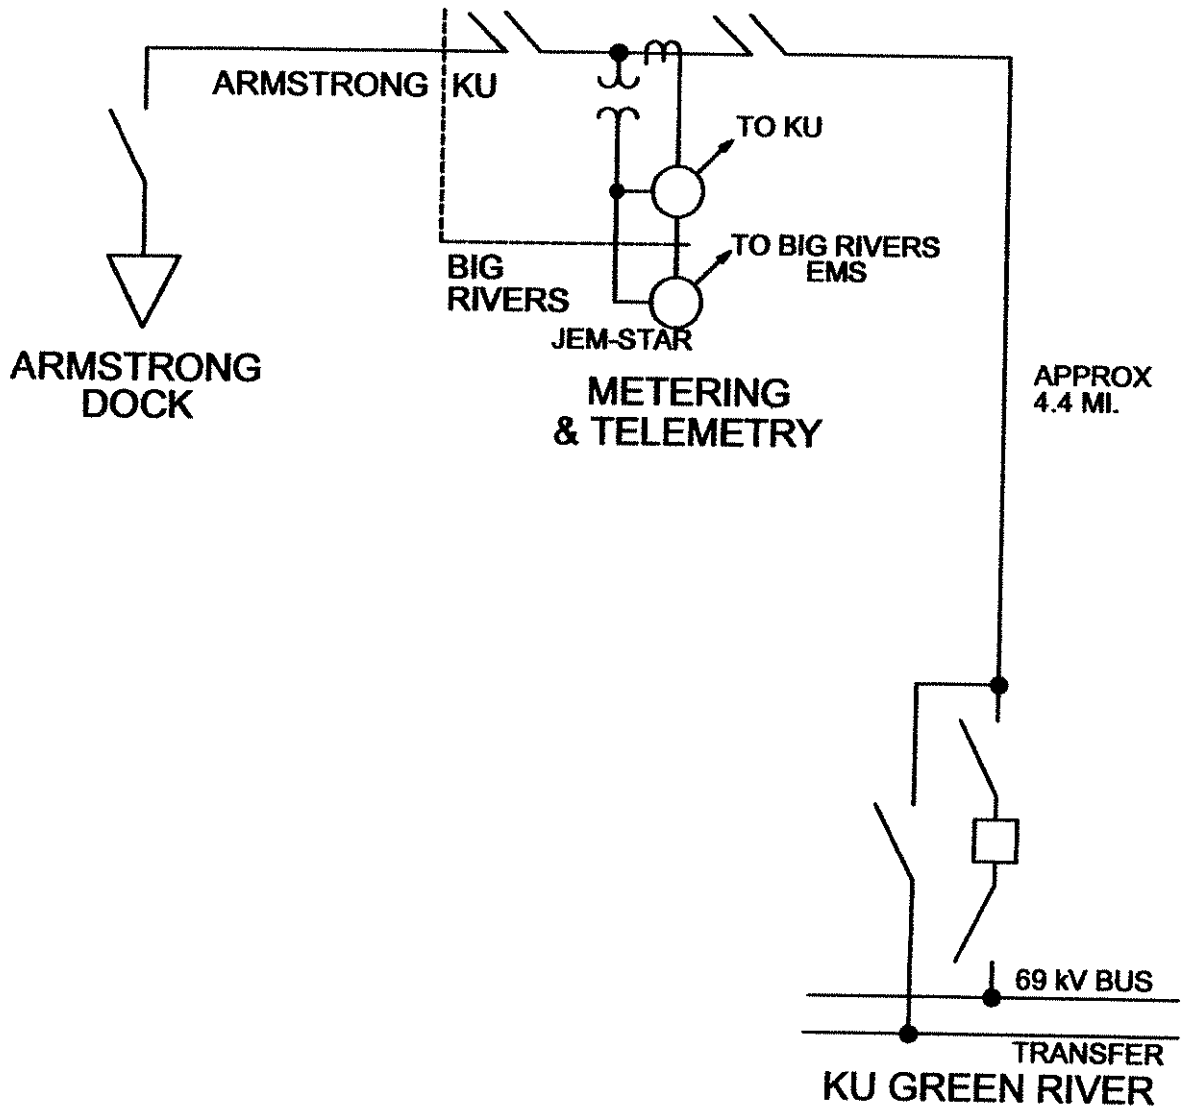 ARMSTRONG KU
TO KU
TO BIG RIVERS
EMS
BIG
RIVERS
JEM-STAR
ARMSTRONG
DOCK
METERING
& TELEMETRY
APPROX
4.4 MI.
69 kV BUS
TRANSFER
KU GREEN RIVER